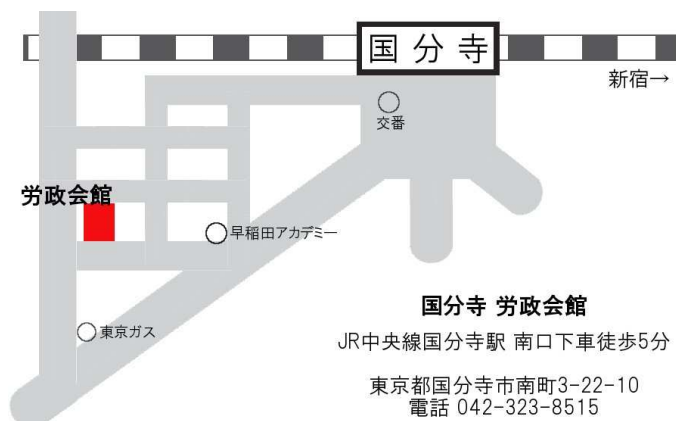 国分寺
新宿→
交番
労政会館
早稲田アカデミー
東京ガス
国分寺 労政会館
JR中央線国分寺駅 南口下車徒歩5分
東京都国分寺市南町3-22-10
電話 042-323-8515